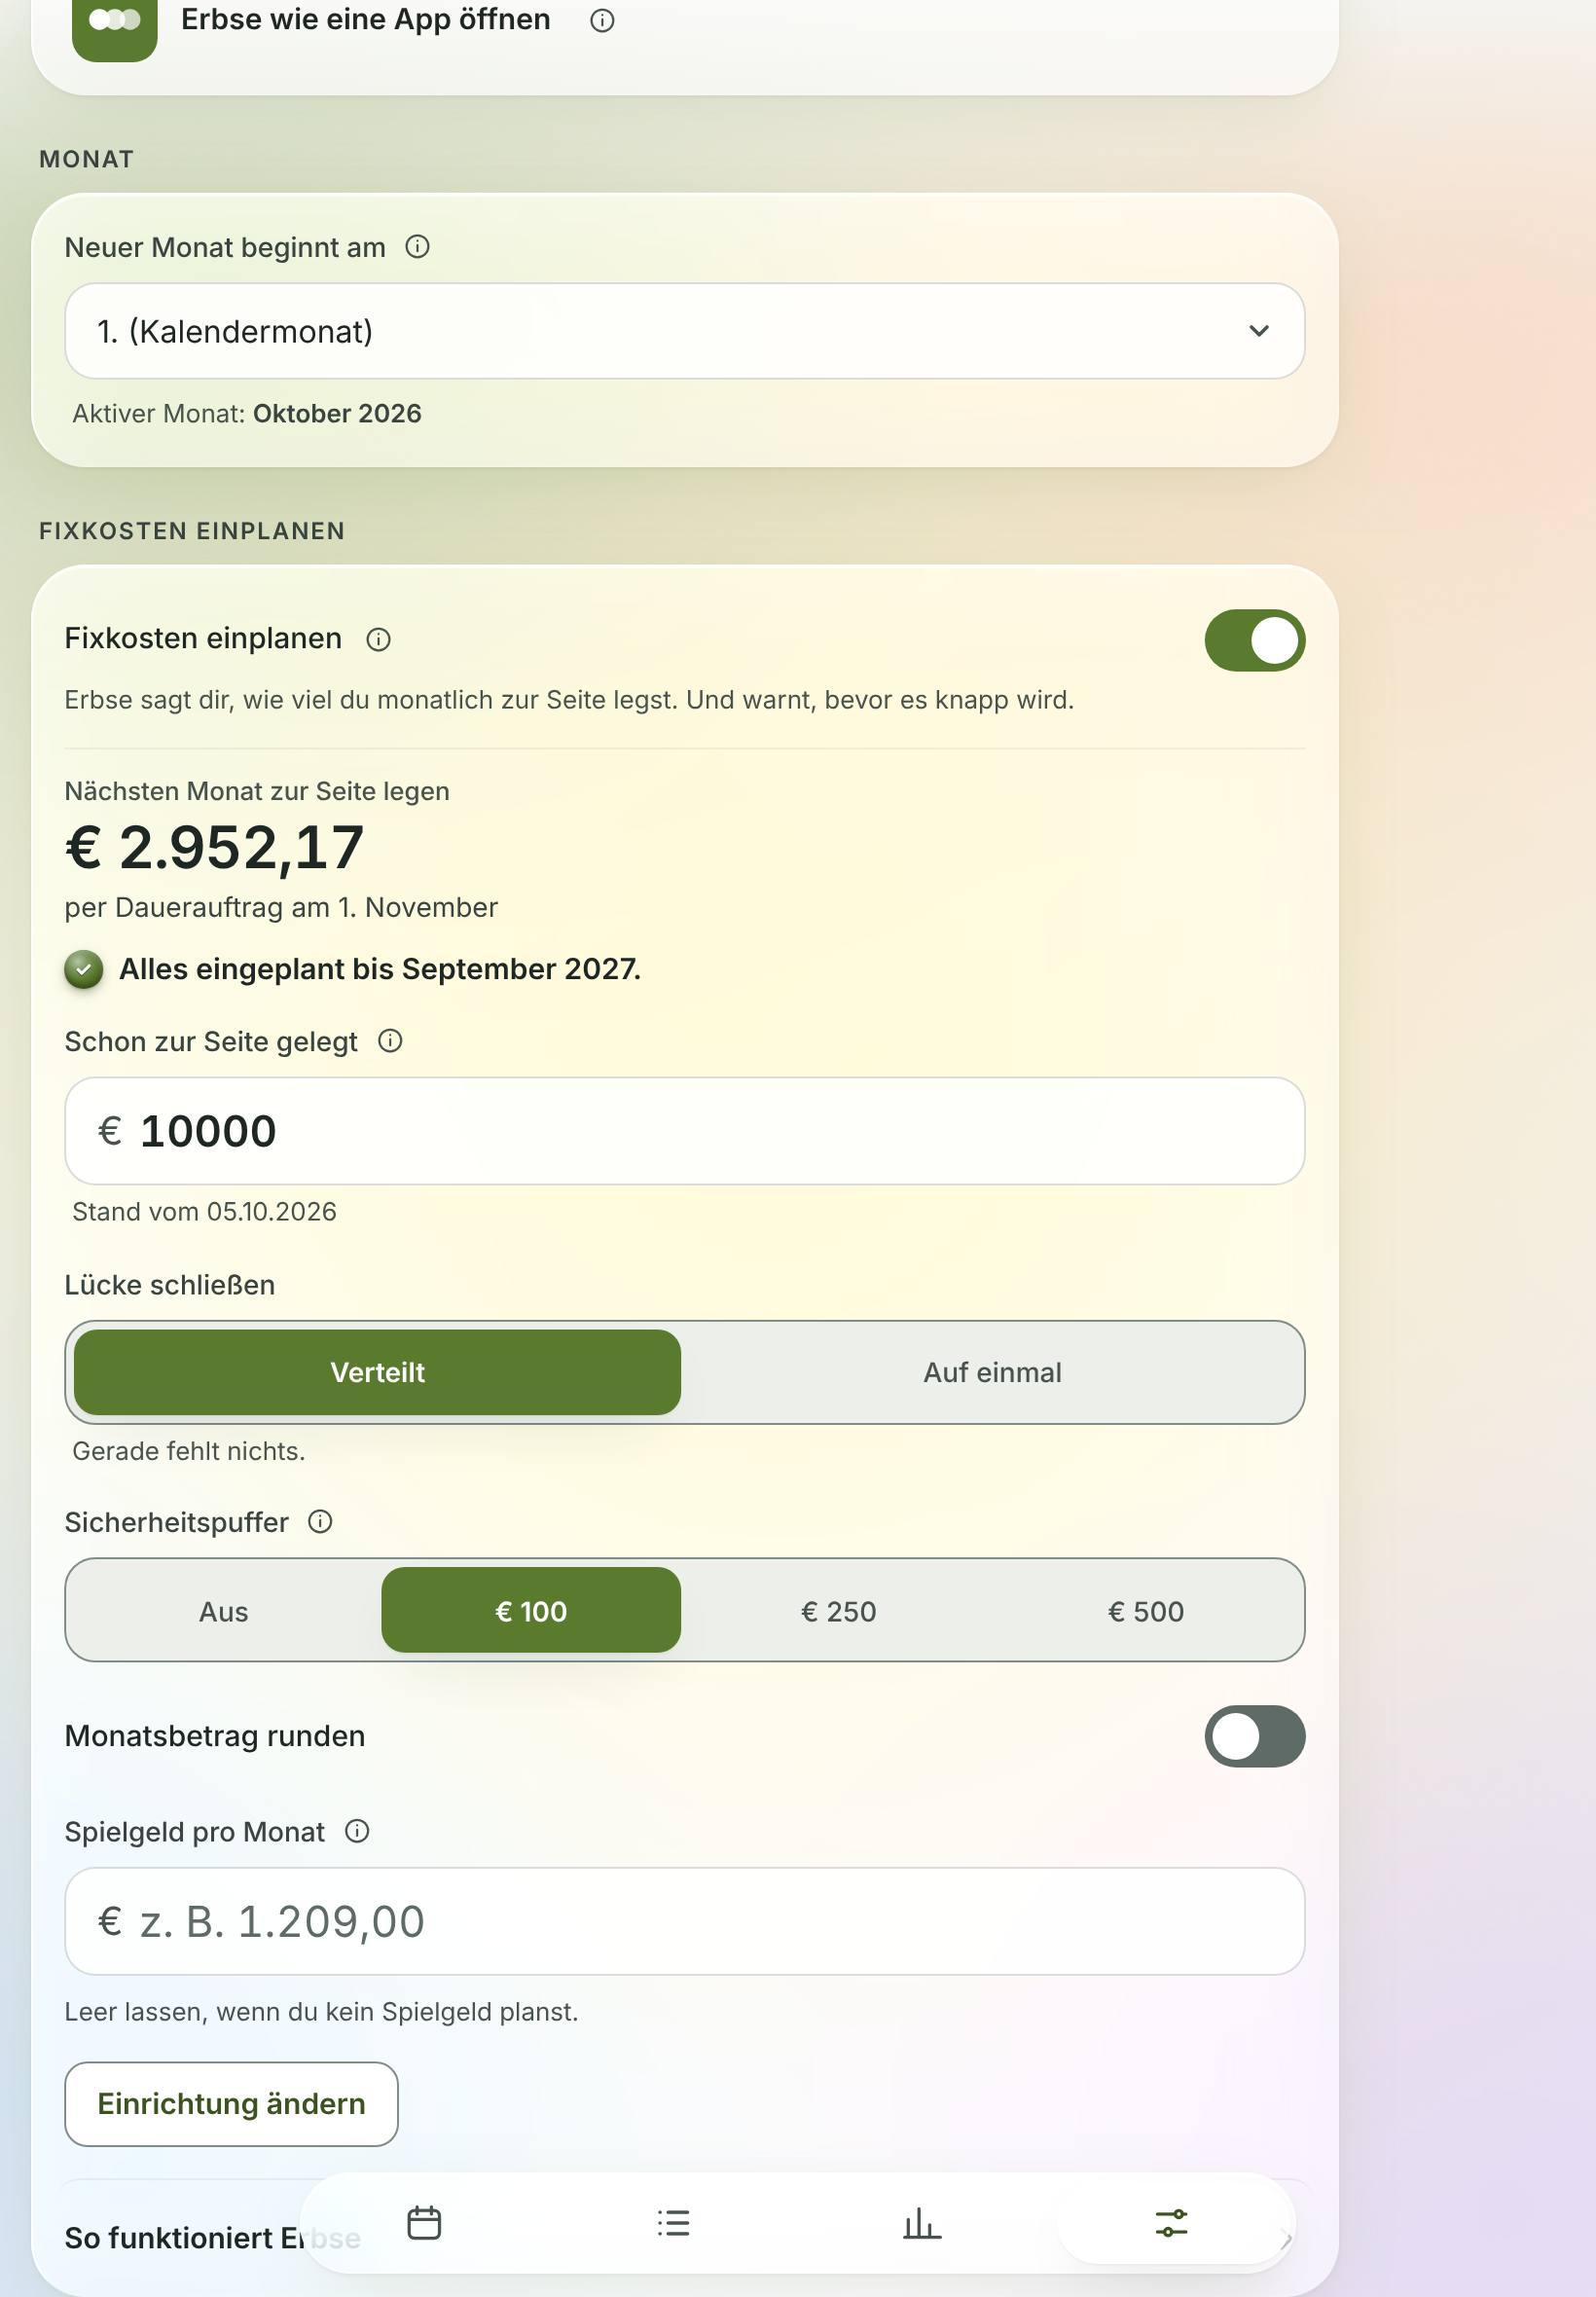 Erbse wie eine App öffnen
MONAT
Neuer Monat beginnt am
1. (Kalendermonat)
Aktiver Monat: Oktober 2026
FIXKOSTEN EINPLANEN
Fixkosten einplanen
Erbse sagt dir, wie viel du monatlich zur Seite legst. Und warnt, bevor es knapp wird.
Nächsten Monat zur Seite legen
€ 2.952,17
per Dauerauftrag am 1. November
Alles eingeplant bis September 2027.
Schon zur Seite gelegt
€ 10000
Stand vom 05.10.2026
Lücke schließen
Verteilt Auf einmal
Gerade fehlt nichts.
Sicherheitspuffer
Aus € 100 € 250 € 500
Monatsbetrag runden
Spielgeld pro Monat
€ z. B. 1.209,00
Leer lassen, wenn du kein Spielgeld planst.
Einrichtung ändern
So funktioniert Erbse